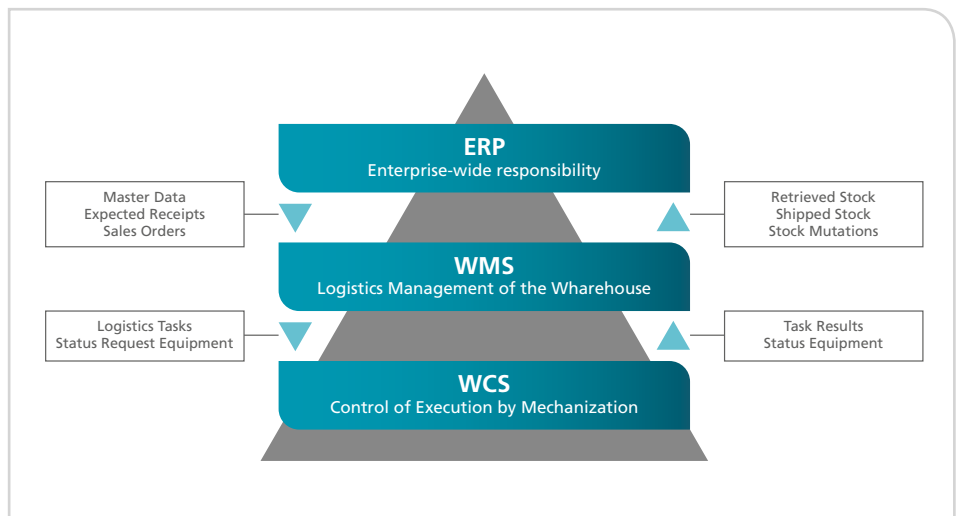 ERP
Enterprise-wide responsibility
Master Data
Expected Receipts
Sales Orders
Retrieved Stock
Shipped Stock
Stock Mutations
WMS
Logistics Management of the Wharehouse
Logistics Tasks
Status Request Equipment
Task Results
Status Equipment
WCS
Control of Execution by Mechanization